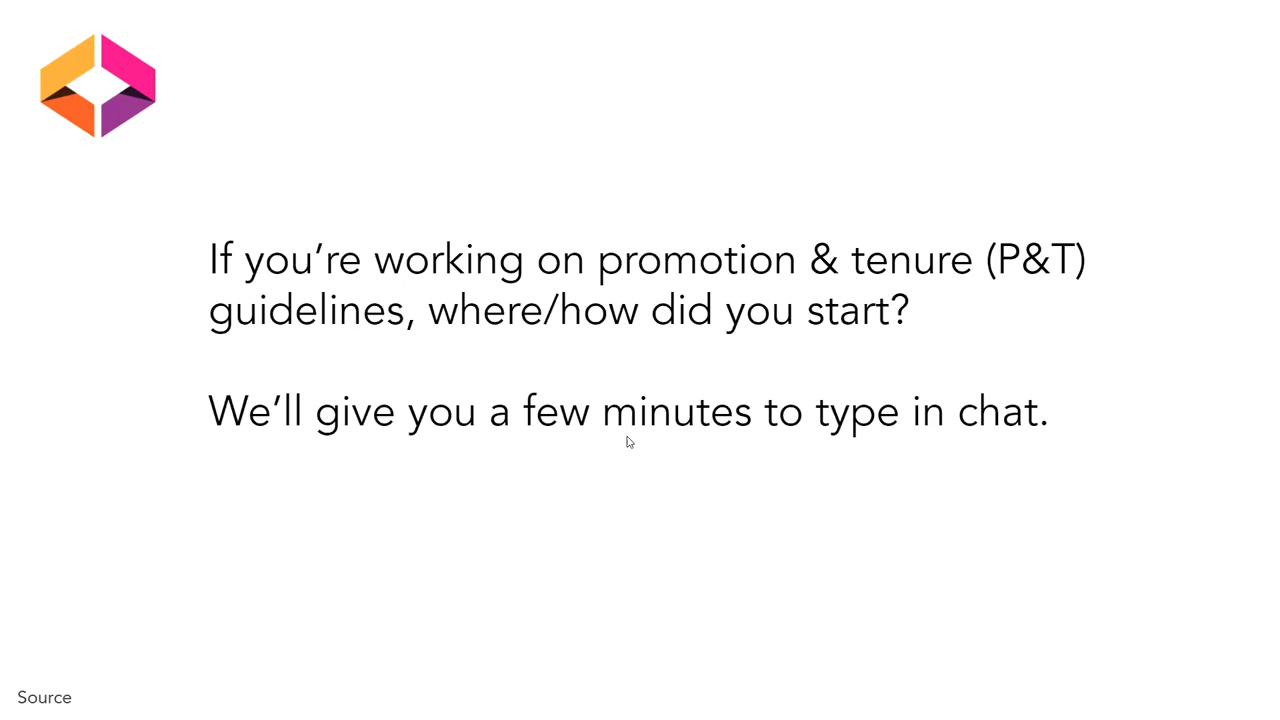 If you’re working on promotion & tenure (P&T)
guidelines, where/how did you start?
We’ll give you a few minutes to type in chat.
Source